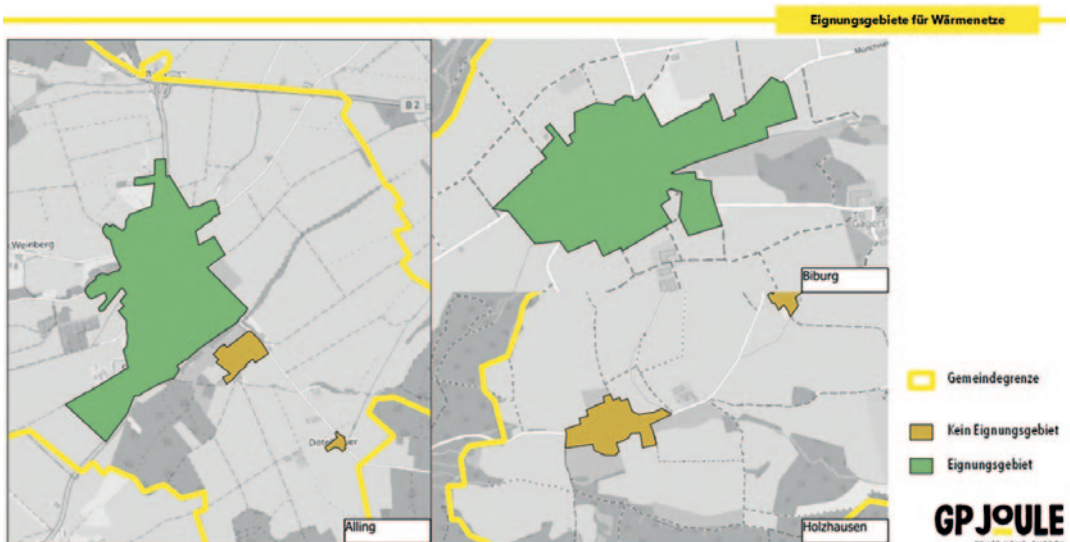 Eignungsgebiete für Wärmenetze
B 2
Weinberg
Alling
Biburg
Holzhausen
Gemeindegrenze
Kein Eignungsgebiet
Eignungsgebiet
GP JOULE